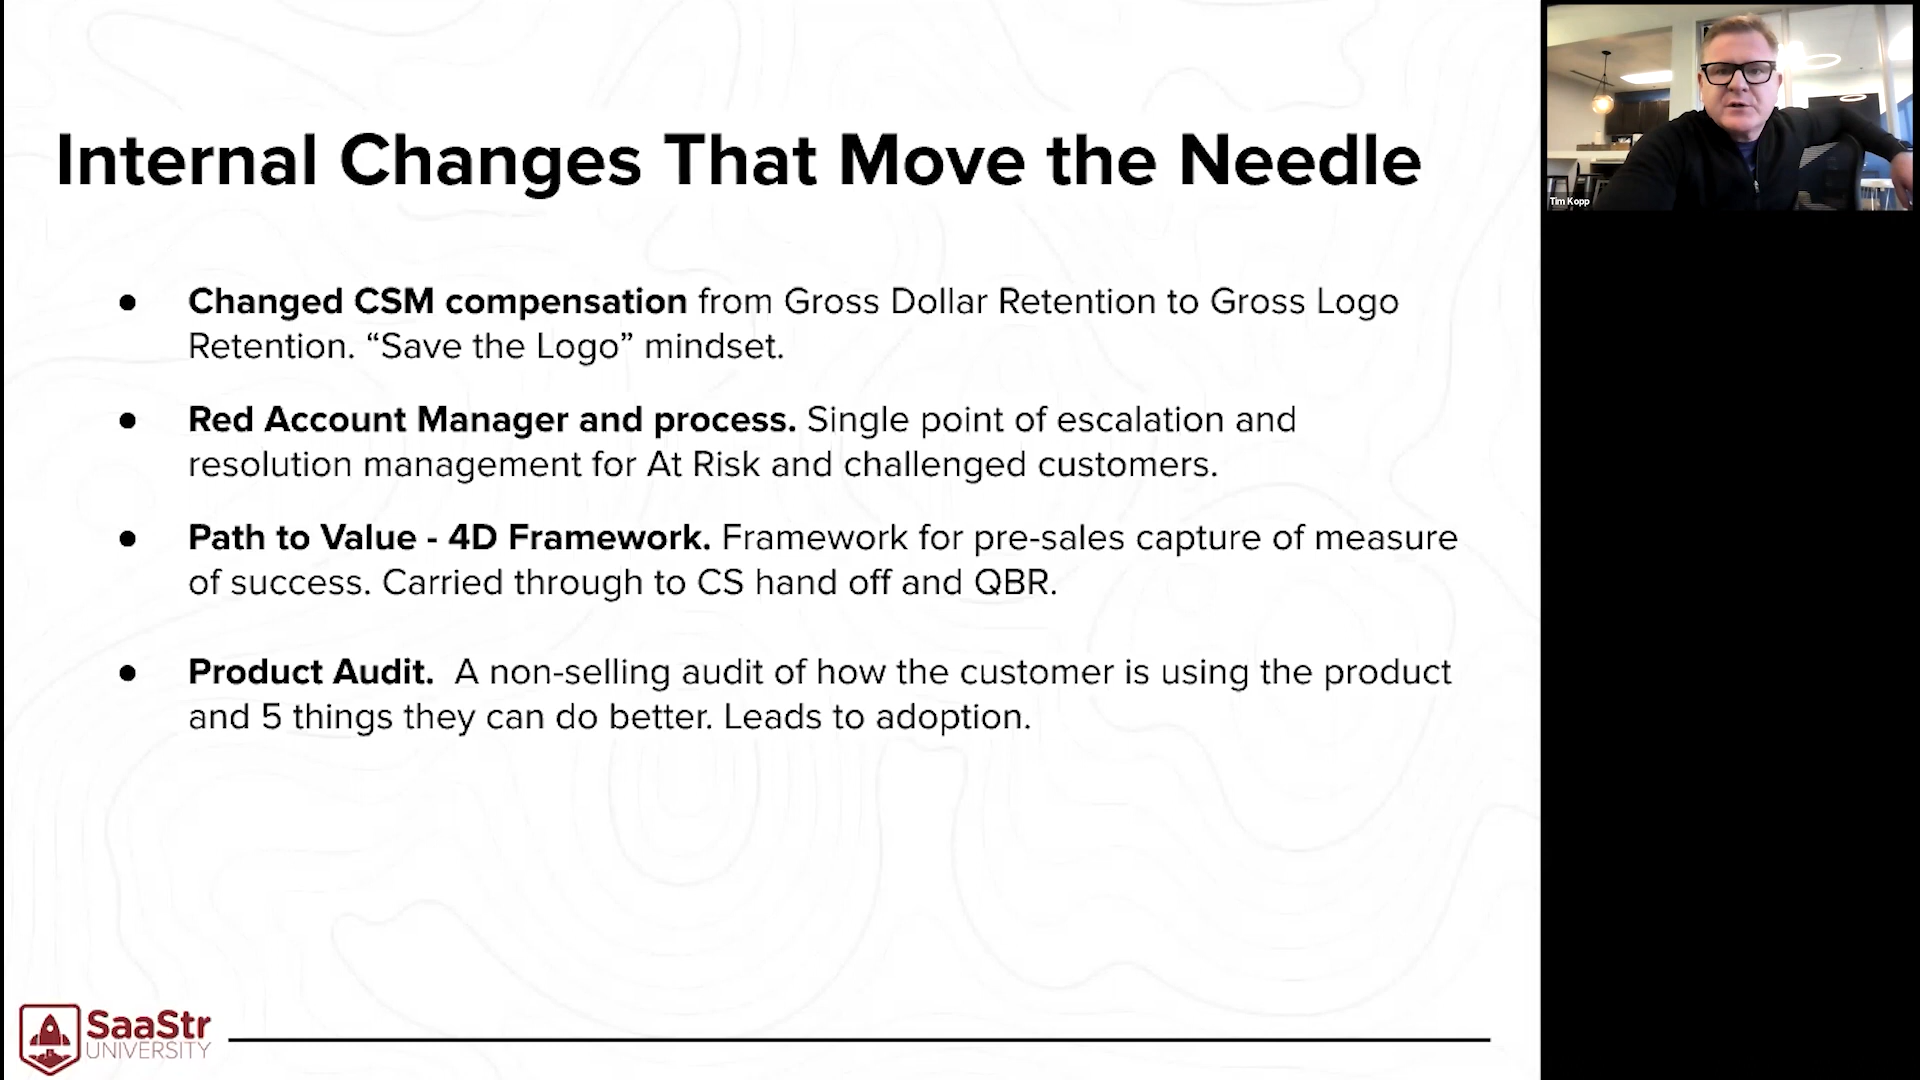 Internal Changes That Move the Needle
● Changed CSM compensation from Gross Dollar Retention to Gross Logo
Retention. “Save the Logo” mindset.
● Red Account Manager and process. Single point of escalation and
resolution management for At Risk and challenged customers.
● Path to Value - 4D Framework. Framework for pre-sales capture of measure
of success. Carried through to CS hand off and QBR.
● Product Audit. A non-selling audit of how the customer is using the product
and 5 things they can do better. Leads to adoption.
SaaStr
UNIVERSITY
Tim Kopp